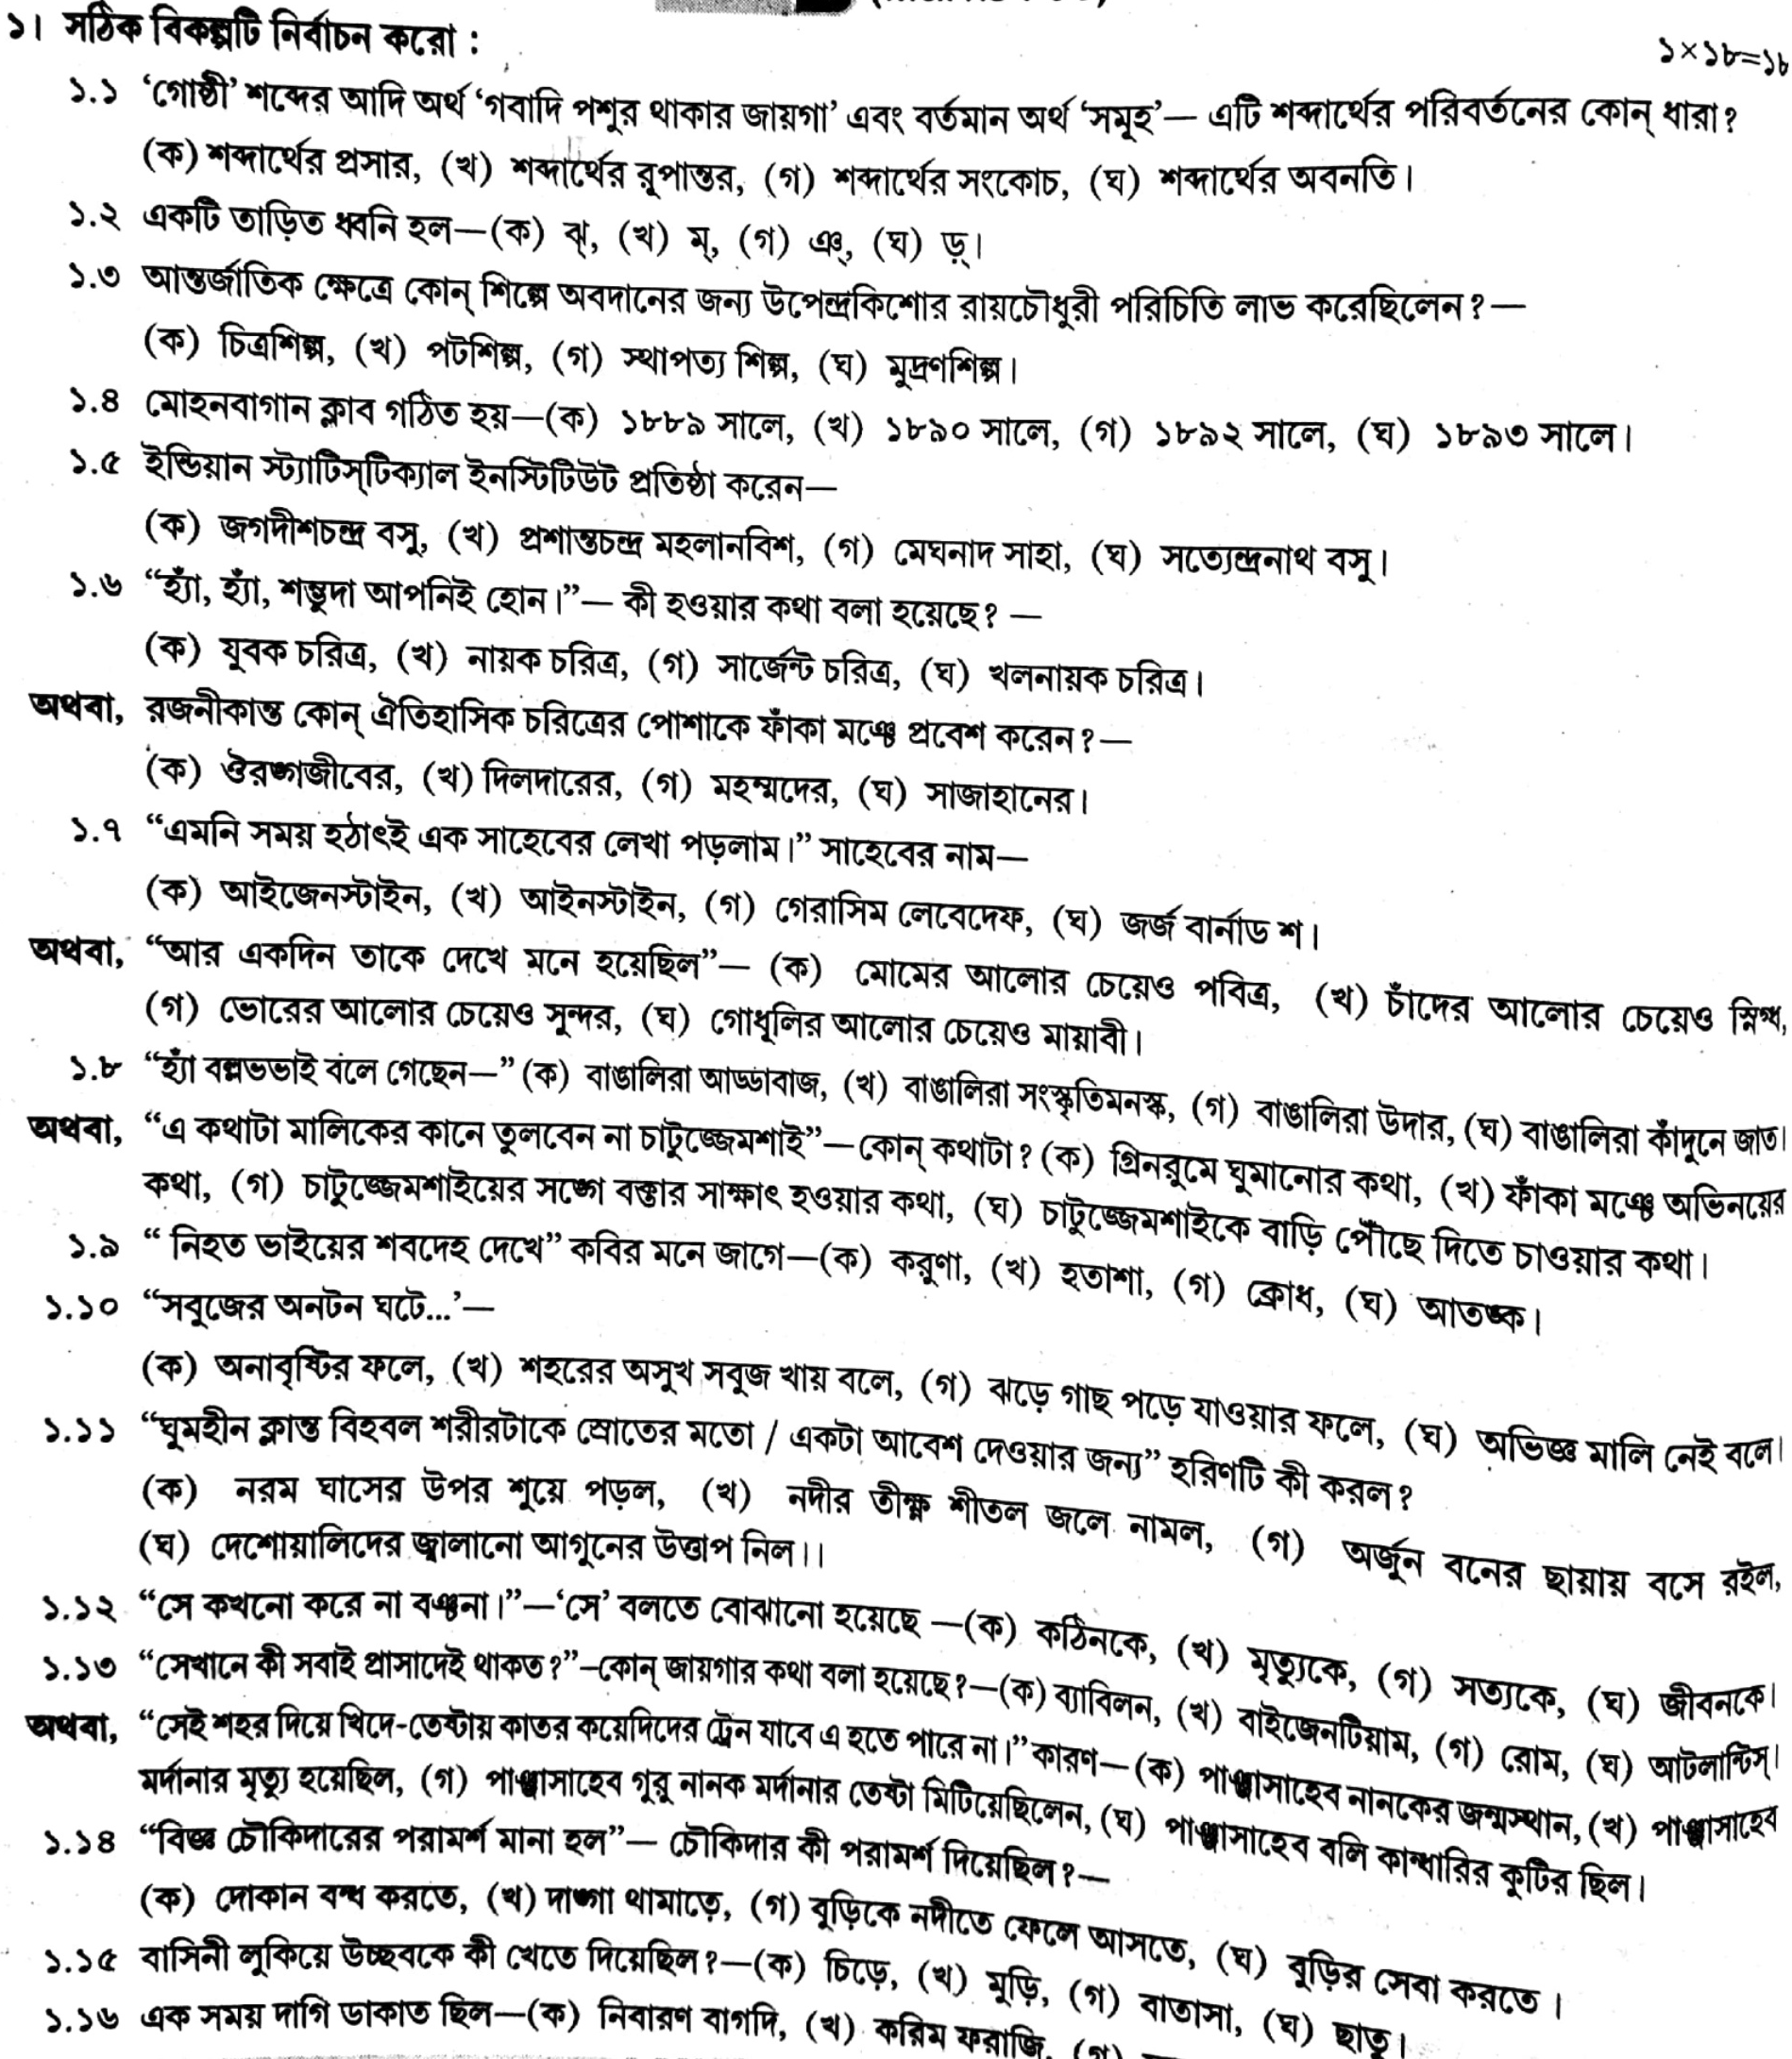 ১। সঠিক বিকল্পটি নির্বাচন করো :
১×১৮=১৮
১.১ ‘গোষ্ঠী’ শব্দের আদি অর্থ ‘গবাদি পশুর থাকার জায়গা’ এবং বর্তমান অর্থ ‘সমূহ’— এটি শব্দার্থের পরিবর্তনের কোন্ ধারা?
(ক) শব্দার্থের প্রসার, (খ) শব্দার্থের রূপান্তর, (গ) শব্দার্থের সংকোচ, (ঘ) শব্দার্থের অবনতি।
১.২ একটি তাড়িত ধ্বনি হল—(ক) ঝ্, (খ) ম্, (গ) ঞ্, (ঘ) ড়্।
১.৩ আন্তর্জাতিক ক্ষেত্রে কোন্ শিল্পে অবদানের জন্য উপেন্দ্রকিশোর রায়চৌধুরী পরিচিতি লাভ করেছিলেন?—
(ক) চিত্রশিল্প, (খ) পটশিল্প, (গ) স্থাপত্য শিল্প, (ঘ) মুদ্রণশিল্প।
১.৪ মোহনবাগান ক্লাব গঠিত হয়—(ক) ১৮৮৯ সালে, (খ) ১৮৯০ সালে, (গ) ১৮৯২ সালে, (ঘ) ১৮৯৩ সালে।
১.৫ ইন্ডিয়ান স্ট্যাটিস্‌টিক্যাল ইনস্টিটিউট প্রতিষ্ঠা করেন—
(ক) জগদীশচন্দ্র বসু, (খ) প্রশান্তচন্দ্র মহলানবিশ, (গ) মেঘনাদ সাহা, (ঘ) সত্যেন্দ্রনাথ বসু।
১.৬ “হ্যাঁ, হ্যাঁ, শম্ভুদা আপনিই হোন।”— কী হওয়ার কথা বলা হয়েছে? —
(ক) যুবক চরিত্র, (খ) নায়ক চরিত্র, (গ) সার্জেন্ট চরিত্র, (ঘ) খলনায়ক চরিত্র।
অথবা, রজনীকান্ত কোন্ ঐতিহাসিক চরিত্রের পোশাকে ফাঁকা মঞ্চে প্রবেশ করেন?—
(ক) ঔরঙ্গজীবের, (খ) দিলদারের, (গ) মহম্মদের, (ঘ) সাজাহানের।
১.৭ “এমনি সময় হঠাৎই এক সাহেবের লেখা পড়লাম।” সাহেবের নাম—
(ক) আইজেনস্টাইন, (খ) আইনস্টাইন, (গ) গেরাসিম লেবেদেফ, (ঘ) জর্জ বার্নাড শ।
অথবা, “আর একদিন তাকে দেখে মনে হয়েছিল”— (ক) মোমের আলোর চেয়েও পবিত্র, (খ) চাঁদের আলোর চেয়েও স্নিগ্ধ,
(গ) ভোরের আলোর চেয়েও সুন্দর, (ঘ) গোধূলির আলোর চেয়েও মায়াবী।
১.৮ “হ্যাঁ বল্লভভাই বলে গেছেন—” (ক) বাঙালিরা আড্ডাবাজ, (খ) বাঙালিরা সংস্কৃতিমনস্ক, (গ) বাঙালিরা উদার, (ঘ) বাঙালিরা কাঁদুনে জাত।
অথবা, “এ কথাটা মালিকের কানে তুলবেন না চাটুজ্জেমশাই”—কোন্ কথাটা? (ক) গ্রিনরুমে ঘুমানোর কথা, (খ) ফাঁকা মঞ্চে অভিনয়ের
কথা, (গ) চাটুজ্জেমশাইয়ের সঙ্গে বক্তার সাক্ষাৎ হওয়ার কথা, (ঘ) চাটুজ্জেমশাইকে বাড়ি পৌঁছে দিতে চাওয়ার কথা।
১.৯ “ নিহত ভাইয়ের শবদেহ দেখে” কবির মনে জাগে—(ক) করুণা, (খ) হতাশা, (গ) ক্রোধ, (ঘ) আতঙ্ক।
১.১০ “সবুজের অনটন ঘটে...’—
(ক) অনাবৃষ্টির ফলে, (খ) শহরের অসুখ সবুজ খায় বলে, (গ) ঝড়ে গাছ পড়ে যাওয়ার ফলে, (ঘ) অভিজ্ঞ মালি নেই বলে।
১.১১ “ঘুমহীন ক্লান্ত বিহবল শরীরটাকে স্রোতের মতো / একটা আবেশ দেওয়ার জন্য” হরিণটি কী করল?
(ক) নরম ঘাসের উপর শুয়ে পড়ল, (খ) নদীর তীক্ষ্ণ শীতল জলে নামল, (গ) অর্জুন বনের ছায়ায় বসে রইল,
(ঘ) দেশোয়ালিদের জ্বালানো আগুনের উত্তাপ নিল।।
১.১২ “সে কখনো করে না বঞ্চনা।”—‘সে’ বলতে বোঝানো হয়েছে —(ক) কঠিনকে, (খ) মৃত্যুকে, (গ) সত্যকে, (ঘ) জীবনকে।
১.১৩ “সেখানে কী সবাই প্রাসাদেই থাকত?”–কোন্ জায়গার কথা বলা হয়েছে?—(ক) ব্যাবিলন, (খ) বাইজেনটিয়াম, (গ) রোম, (ঘ) আটলান্টিস্।
অথবা, “সেই শহর দিয়ে খিদে-তেষ্টায় কাতর কয়েদিদের ট্রেন যাবে এ হতে পারে না।” কারণ—(ক) পাঞ্জাসাহেব নানকের জন্মস্থান, (খ) পাঞ্জাসাহেব
মর্দানার মৃত্যু হয়েছিল, (গ) পাঞ্জাসাহেব গুরু নানক মর্দানার তেষ্টা মিটিয়েছিলেন, (ঘ) পাঞ্জাসাহেব বলি কান্ধারির কুটির ছিল।
১.১৪ “বিজ্ঞ চৌকিদারের পরামর্শ মানা হল”— চৌকিদার কী পরামর্শ দিয়েছিল?—
(ক) দোকান বন্ধ করতে, (খ) দাঙ্গা থামাতে, (গ) বুড়িকে নদীতে ফেলে আসতে, (ঘ) বুড়ির সেবা করতে।
১.১৫ বাসিনী লুকিয়ে উচ্ছবকে কী খেতে দিয়েছিল?—(ক) চিড়ে, (খ) মুড়ি, (গ) বাতাসা, (ঘ) ছাতু।
১.১৬ এক সময় দাগি ডাকাত ছিল—(ক) নিবারণ বাগদি, (খ) করিম ফরাজি, (গ)